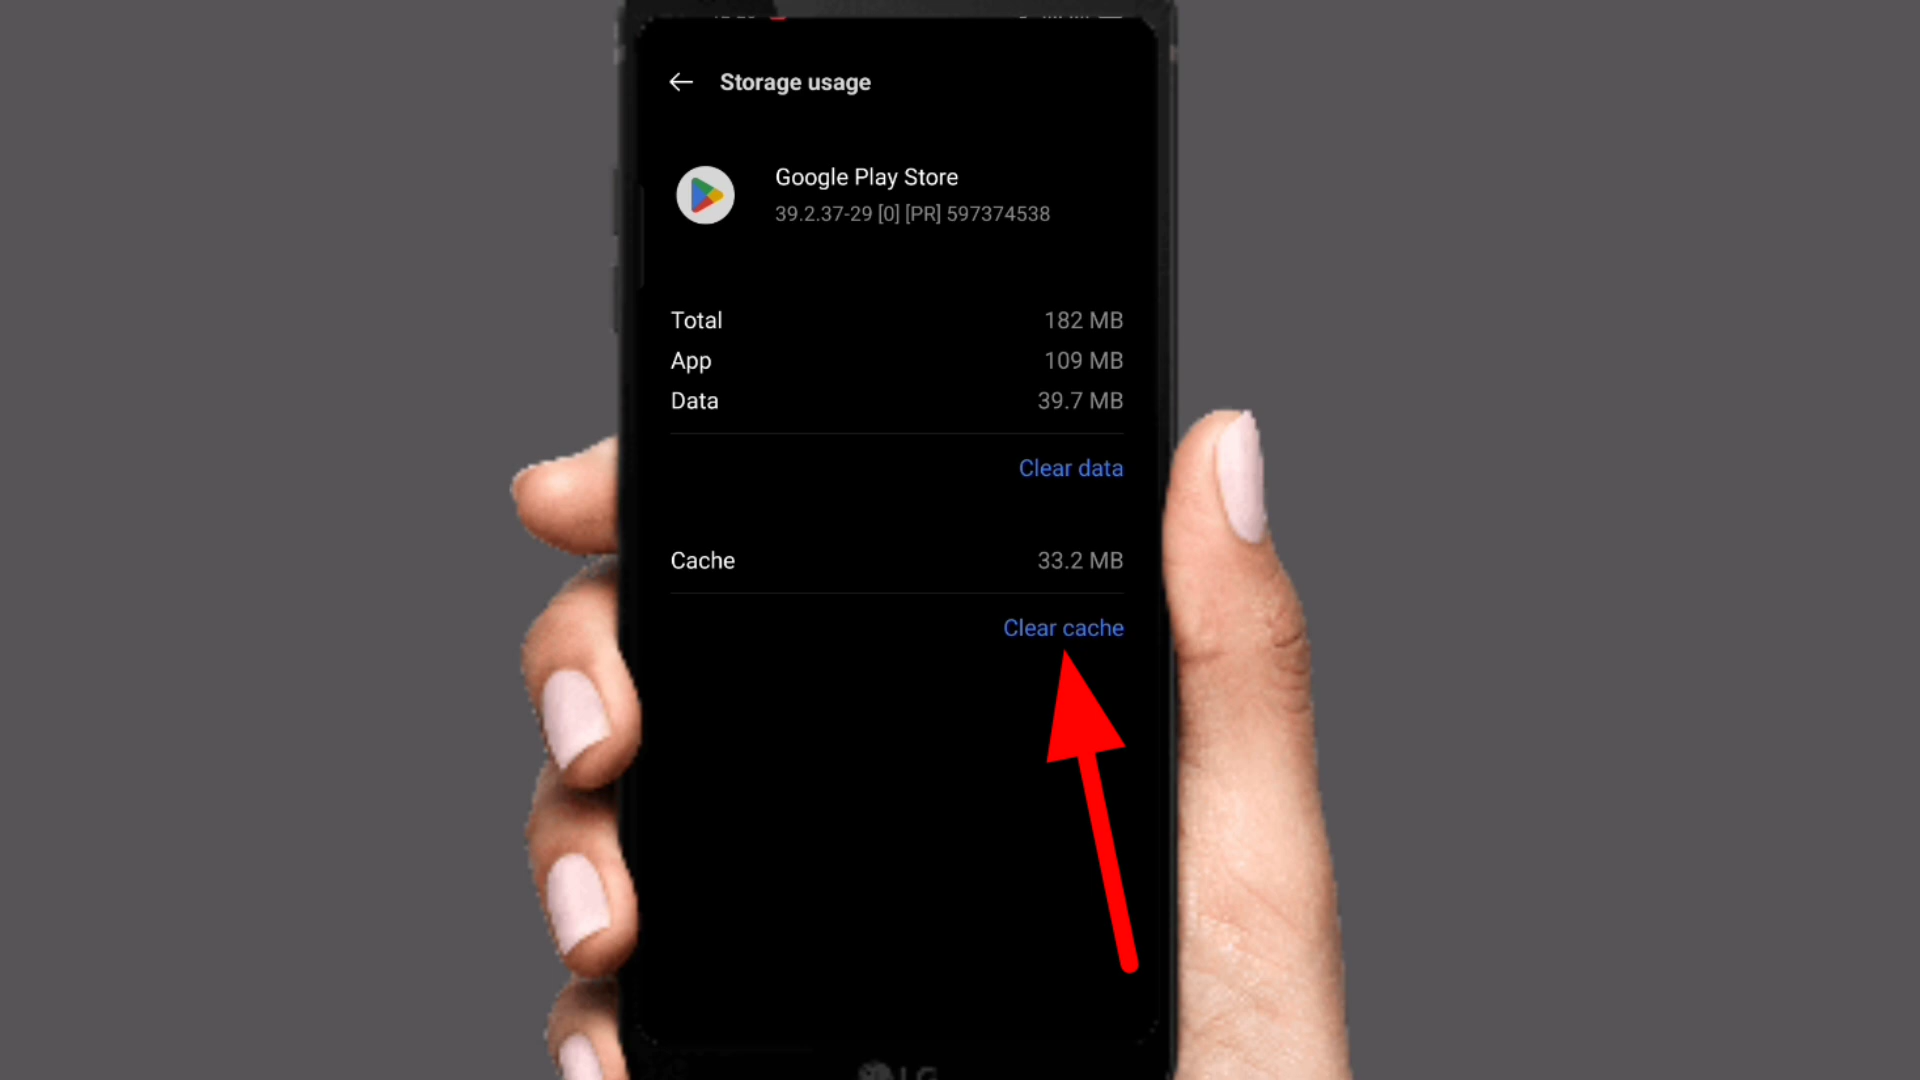 Storage usage
Google Play Store
39.2.37-29 [0] [PR] 597374538
Total 182 MB
App 109 MB
Data 39.7 MB
Clear data
Cache 33.2 MB
Clear cache
LG